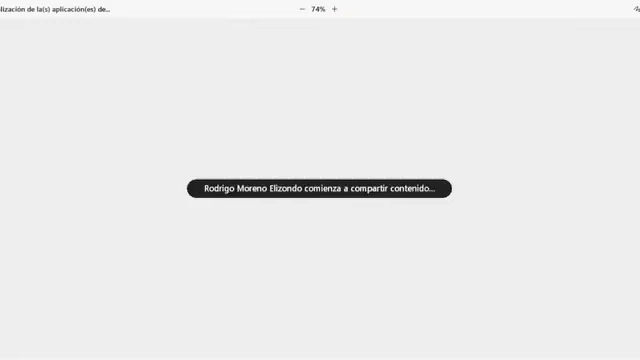 lización de la(s) aplicación(es) de...
− 74% +
Rodrigo Moreno Elizondo comienza a compartir contenido...